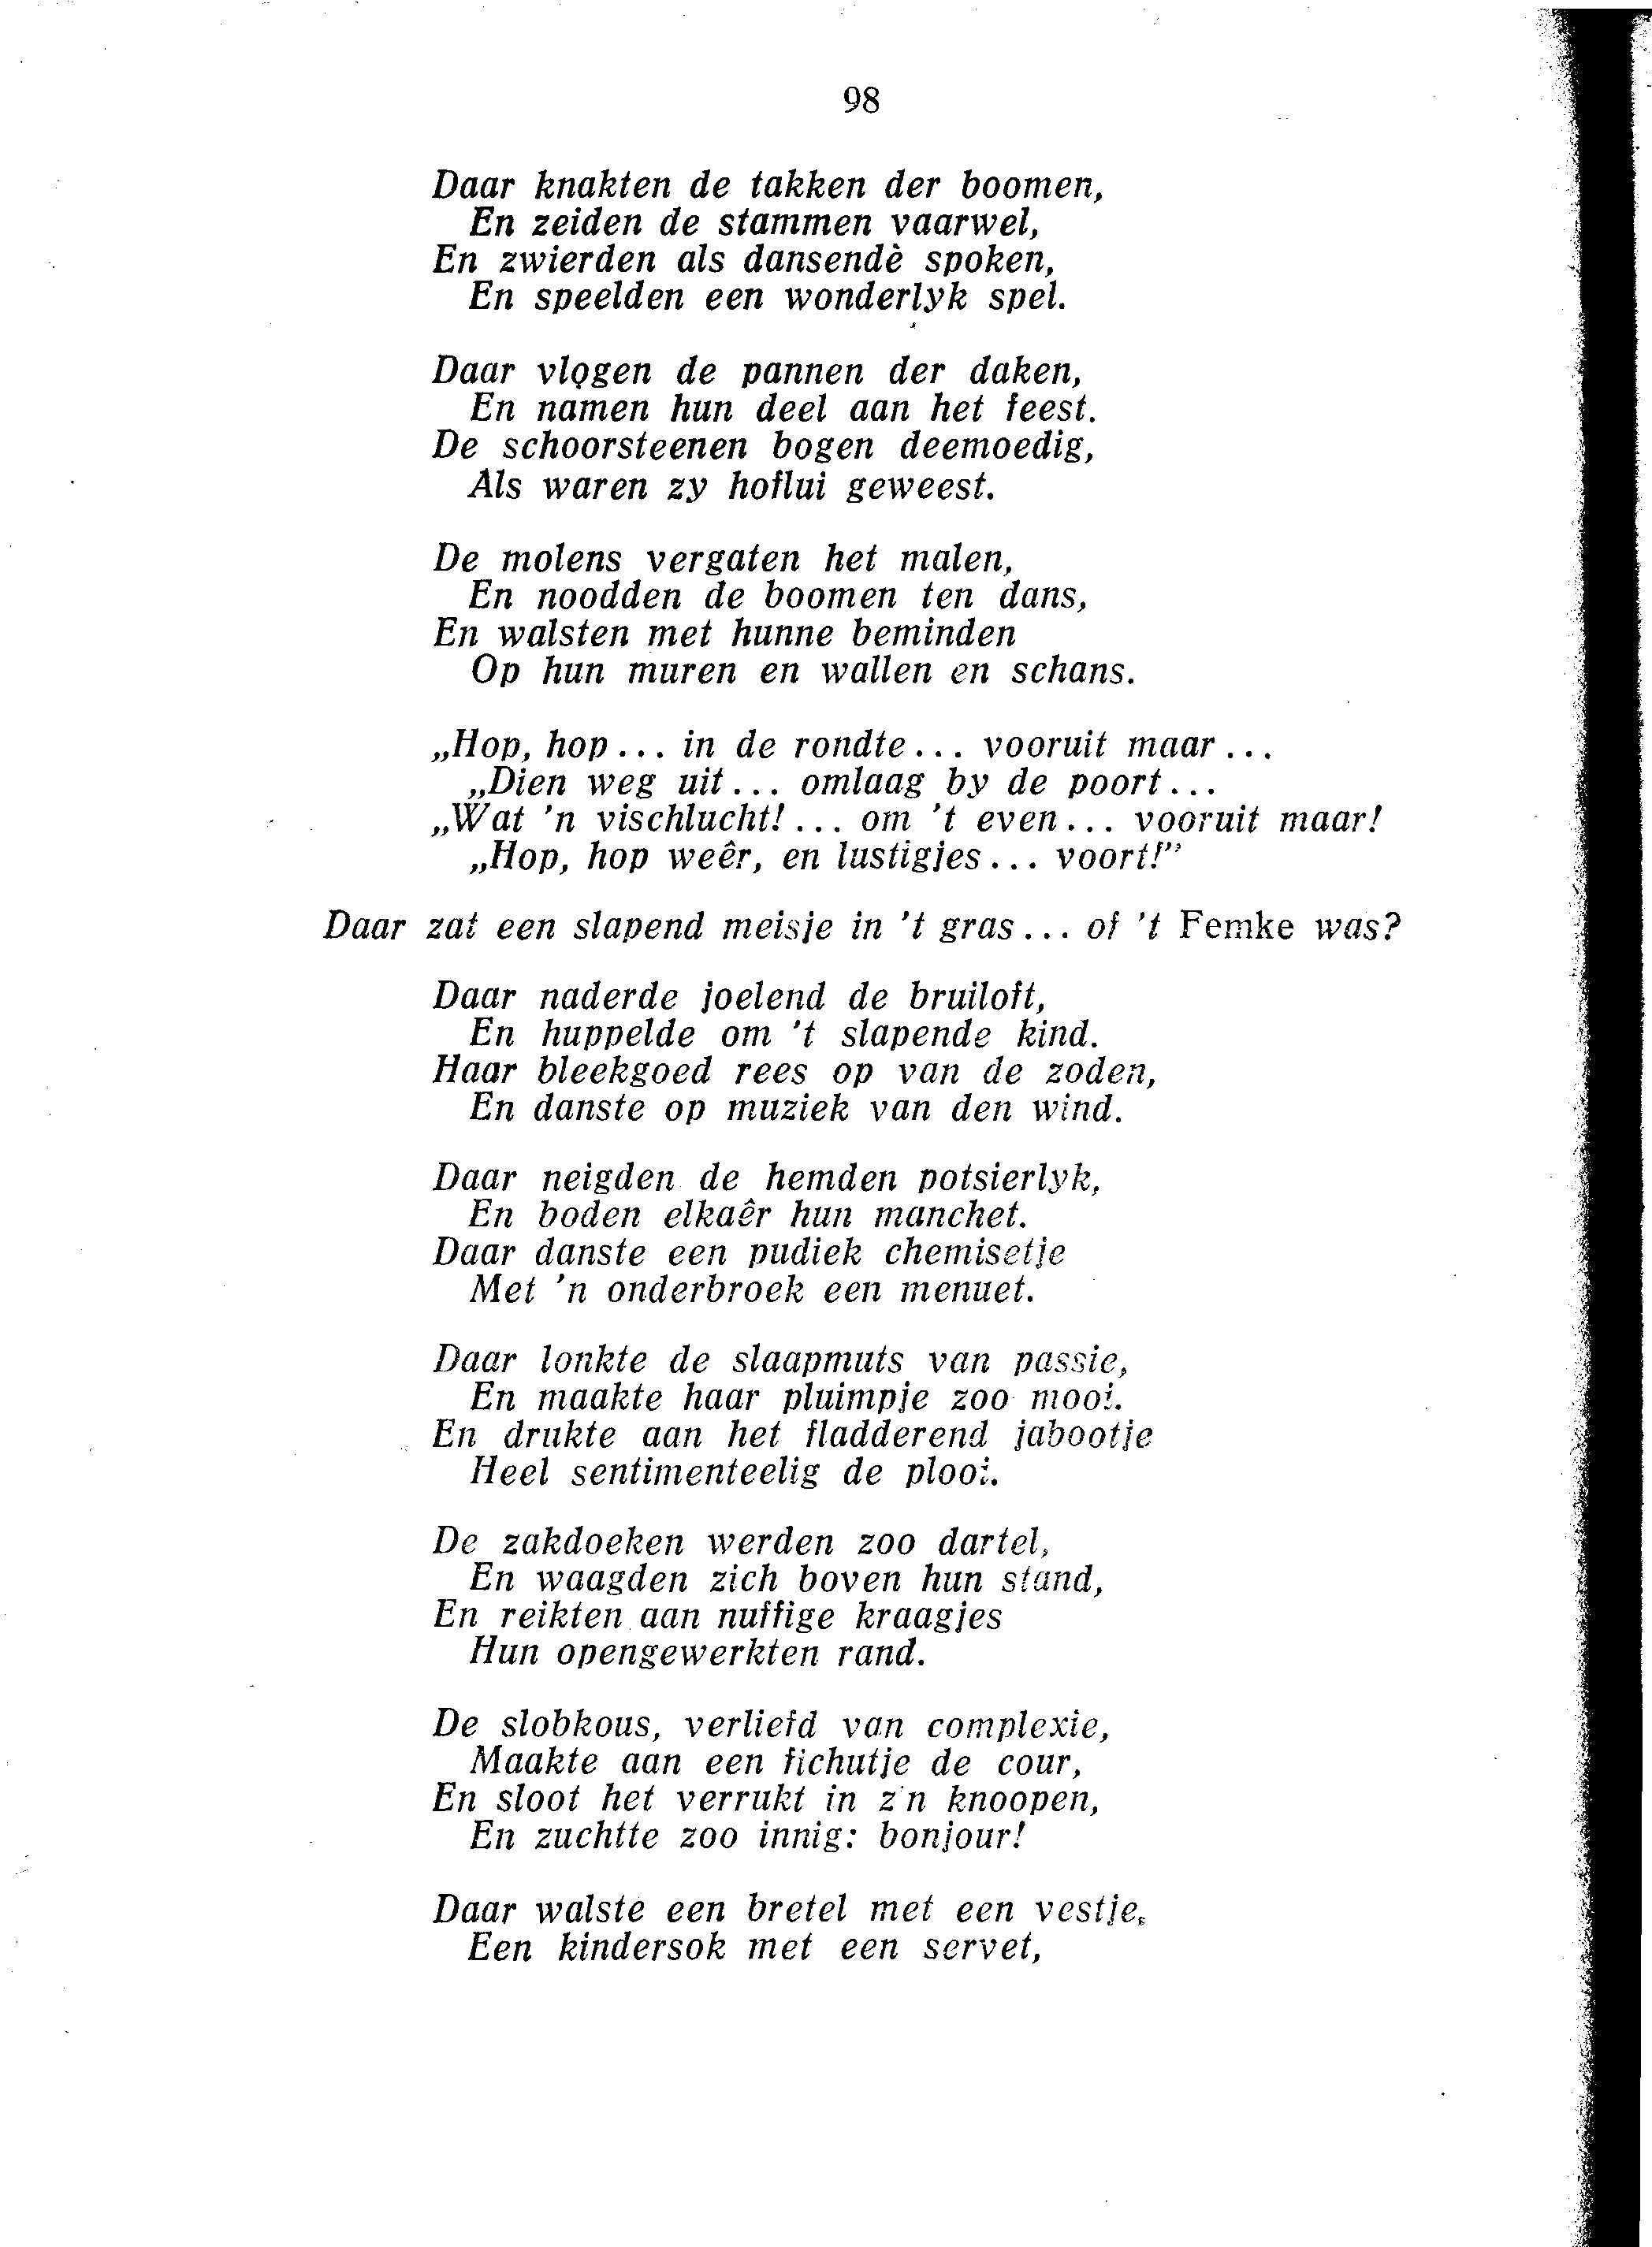 98
Daar knakten de takken der boomen,
En zeiden de stammen vaarwel,
En zwierden als dansendè spoken,
En speelden een wonderlyk spel.
Daar vlogen de pannen der daken,
En namen hun deel aan het feest.
De schoorsteenen bogen deemoedig,
Als waren zy hoflui geweest.
De molens vergaten het malen,
En noodden de boomen ten dans,
En walsten met hunne beminden
Op hun muren en wallen en schans.
„Hop, hop... in de rondte... vooruit maar...
„Dien weg uit... omlaag by de poort...
„Wat 'n vischlucht!... om 't even... vooruit maar!
„Hop, hop weêr, en lustigjes... voort!”
Daar zat een slapend meisje in 't gras... of 't Femke was?
Daar naderde joelend de bruiloft,
En huppelde om 't slapende kind.
Haar bleekgoed rees op van de zoden,
En danste op muziek van den wind.
Daar neigden de hemden potsierlyk,
En boden elkaêr hun manchet.
Daar danste een pudiek chemisetje
Met 'n onderbroek een menuet.
Daar lonkte de slaapmuts van passie,
En maakte haar pluimpje zoo mooi.
En drukte aan het fladderend jabootje
Heel sentimenteelig de plooi.
De zakdoeken werden zoo dartel,
En waagden zich boven hun stand,
En reikten aan nuffige kraagjes
Hun opengewerkten rand.
De slobkous, verliefd van complexie,
Maakte aan een fichutje de cour,
En sloot het verrukt in z'n knoopen,
En zuchtte zoo innig: bonjour!
Daar walste een bretel met een vestje,
Een kindersok met een servet,